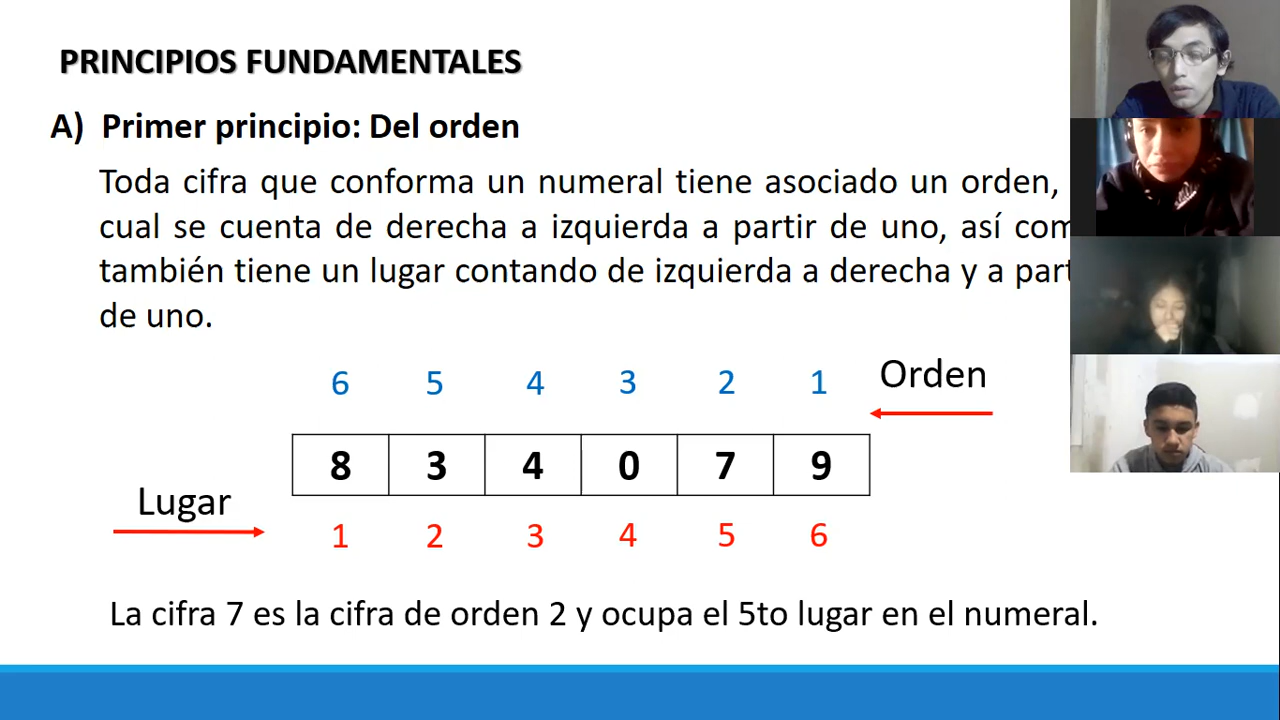 PRINCIPIOS FUNDAMENTALES
A) Primer principio: Del orden
Toda cifra que conforma un numeral tiene asociado un orden,
cual se cuenta de derecha a izquierda a partir de uno, así com
también tiene un lugar contando de izquierda a derecha y a part
de uno.
6 5 4 3 2 1 Orden
8 3 4 0 7 9
Lugar
1 2 3 4 5 6
La cifra 7 es la cifra de orden 2 y ocupa el 5to lugar en el numeral.